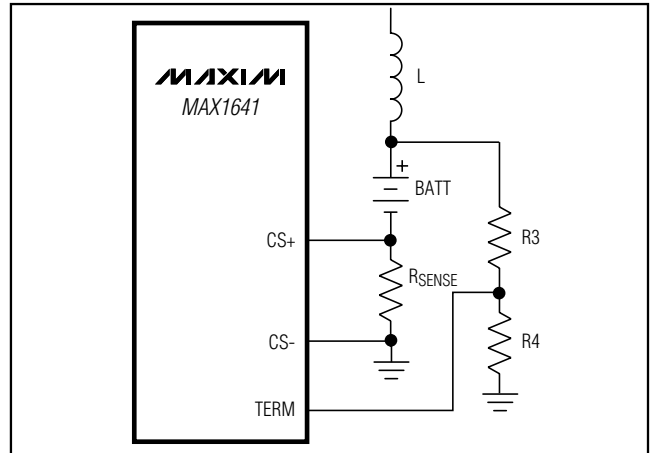 MAXIM
MAX1641
L
+
BATT
CS+
RSENSE
R3
CS-
R4
TERM